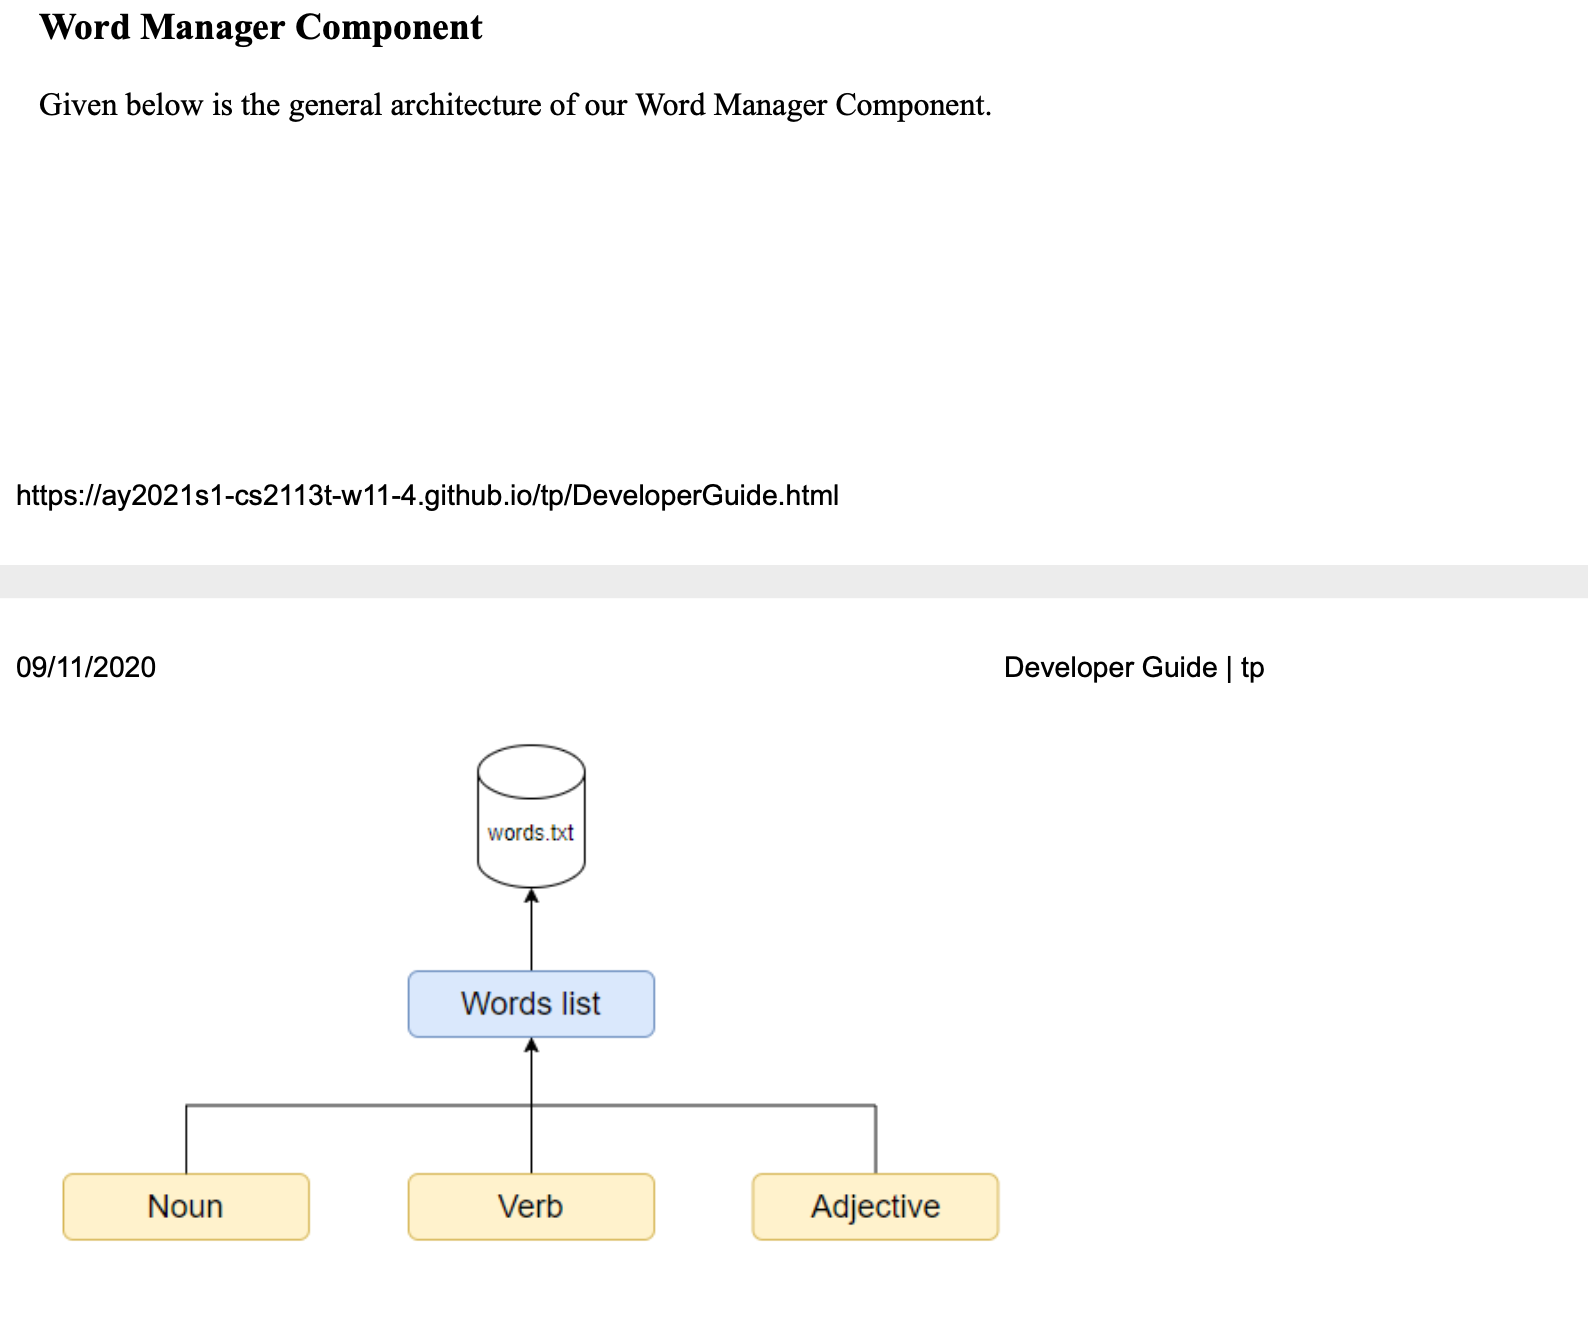 Word Manager Component
Given below is the general architecture of our Word Manager Component.
https://ay2021s1-cs2113t-w11-4.github.io/tp/DeveloperGuide.html
09/11/2020
Developer Guide | tp
words.txt
Words list
Noun
Verb
Adjective